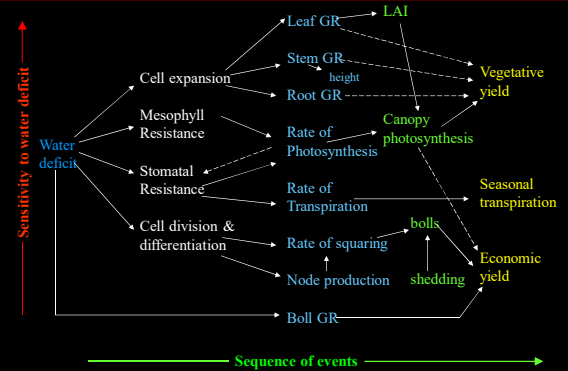 Sensitivity to water deficit
Water
deficit
Cell expansion
Mesophyll
Resistance
Stomatal
Resistance
Cell division &
differentiation
Leaf GR
Stem GR
height
Root GR
Rate of
Photosynthesis
Rate of
Transpiration
Rate of squaring
Node production
Boll GR
LAI
Canopy
photosynthesis
bolls
shedding
Vegetative
yield
Seasonal
transpiration
Economic
yield
Sequence of events